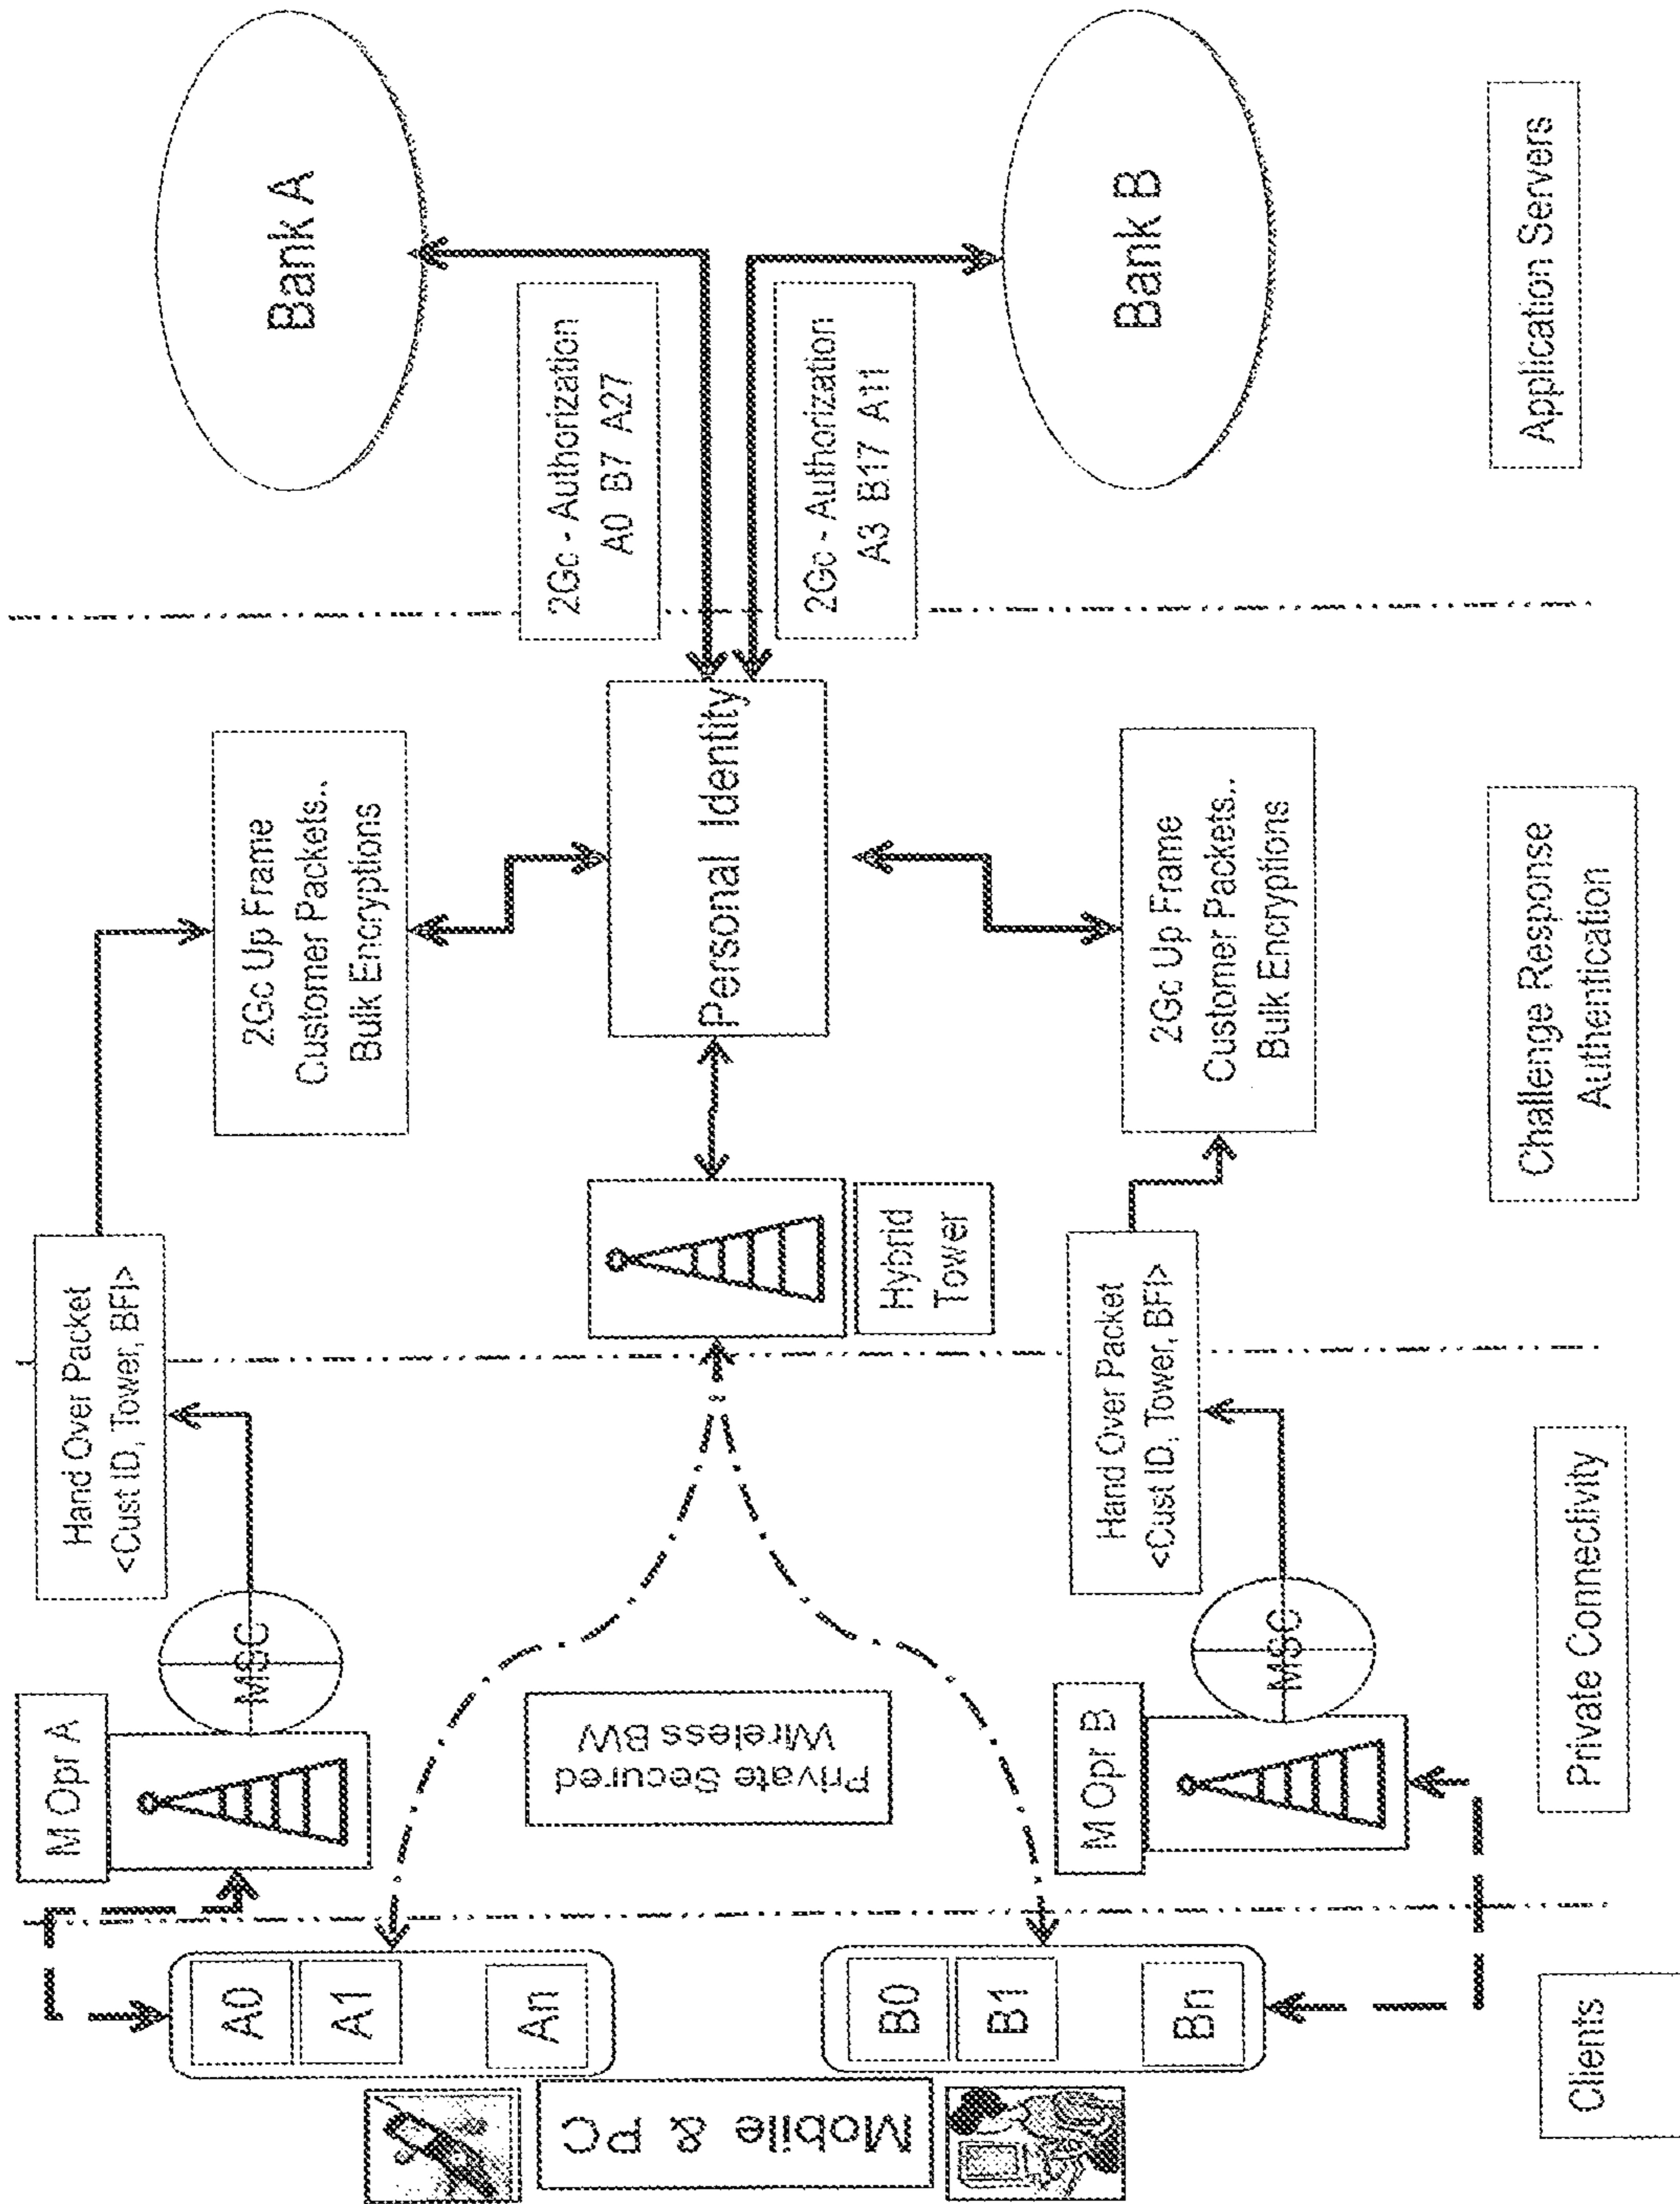 Mobile & PC
A0
A1
An
B0
B1
Bn
M Opr A
MSC
Hand Over Packet
<Cust ID, Tower, BFI>
Private Secured
Wireless BW
M Opr B
MSC
Hand Over Packet
<Cust ID, Tower, BFI>
2Gc Up Frame
Customer Packets..
Bulk Encryptions
Hybrid
Tower
Personal Identity
2Gc Up Frame
Customer Packets..
Bulk Encryptions
2Gc - Authorization
A0 B7 A27
2Gc - Authorization
A3 B17 A11
Bank A
Bank B
Clients
Private Connectivity
Challenge Response
Authentication
Application Servers